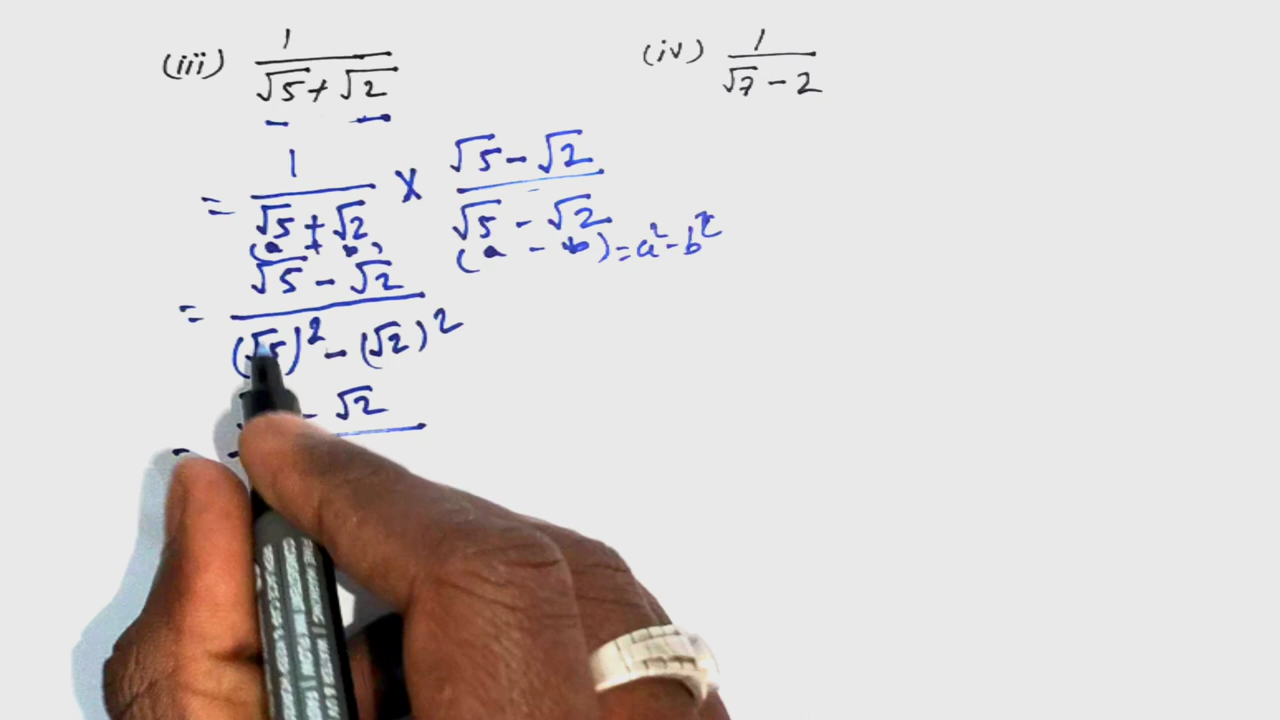 (iii) 1/(√5+√2)
(iv) 1/(√7-2)
= 1/(√5+√2) × (√5-√2)/(√5-√2)
(a + b) (a - b) = a²-b²
= (√5-√2)/((√5)²-(√2)²)
= - √2